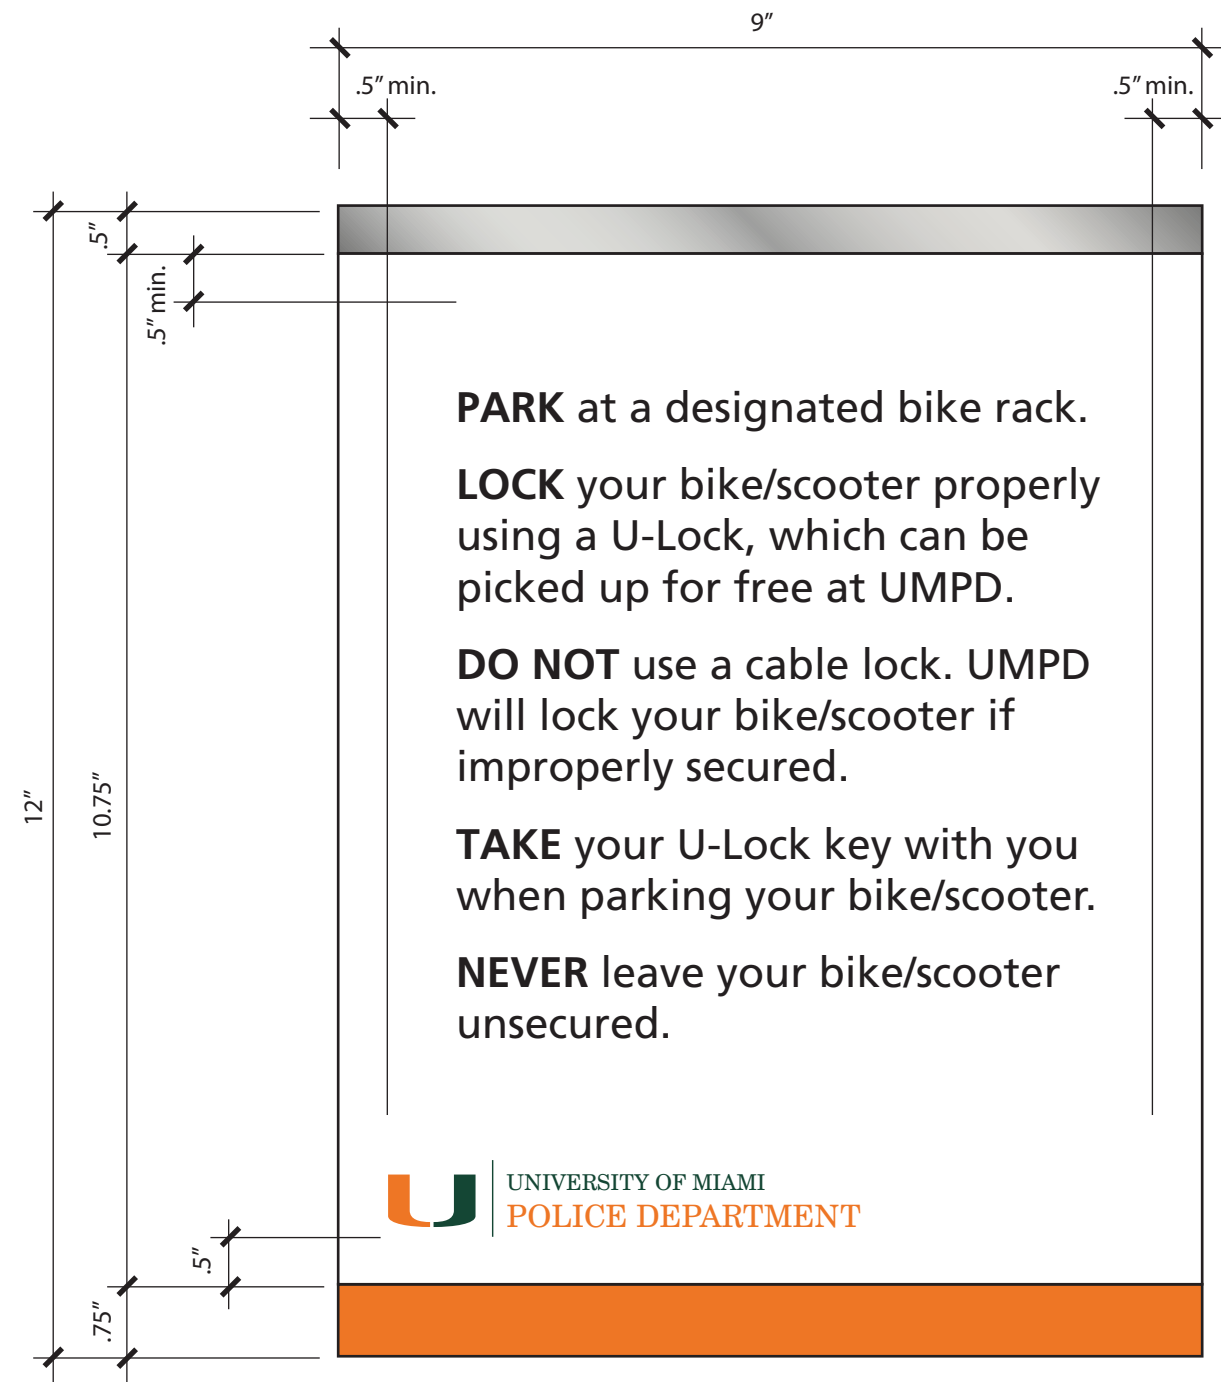 9"
.5" min.
.5" min.
.5"
.5" min.
PARK at a designated bike rack.
LOCK your bike/scooter properly
using a U-Lock, which can be
picked up for free at UMPD.
DO NOT use a cable lock. UMPD
will lock your bike/scooter if
improperly secured.
12"
10.75"
TAKE your U-Lock key with you
when parking your bike/scooter.
NEVER leave your bike/scooter
unsecured.
UNIVERSITY OF MIAMI
POLICE DEPARTMENT
.5"
.75"